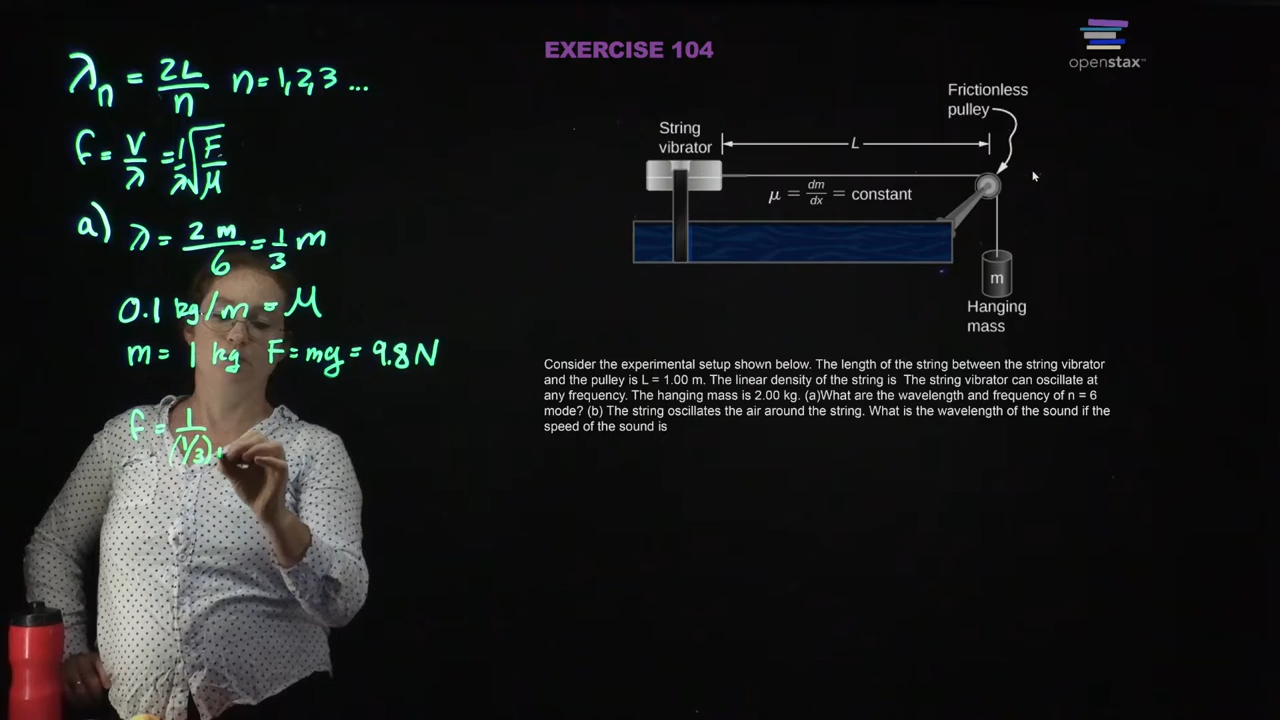 λₙ = 2L/n n=1,2,3 ...
f = v/λ = 1/λ √(F/μ)
a) λ = 2 m/6 = 1/3 m
0.1 kg/m = μ
m = 1 kg F = mg = 9.8 N
f = 1/(1/3)
EXERCISE 104
openstax™
Frictionless
pulley
String
vibrator
L
μ = dm/dx = constant
m
Hanging
mass
Consider the experimental setup shown below. The length of the string between the string vibrator
and the pulley is L = 1.00 m. The linear density of the string is The string vibrator can oscillate at
any frequency. The hanging mass is 2.00 kg. (a)What are the wavelength and frequency of n = 6
mode? (b) The string oscillates the air around the string. What is the wavelength of the sound if the
speed of the sound is